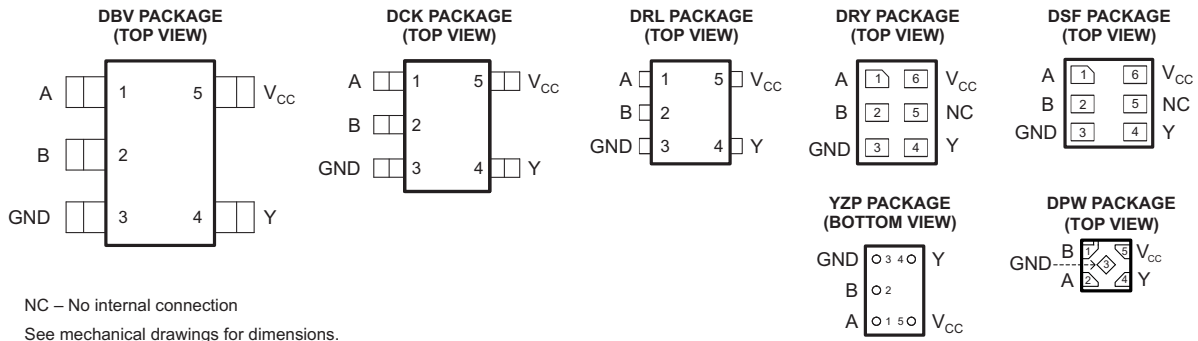 DBV PACKAGE
(TOP VIEW)
A 1 5 VCC
B 2
GND 3 4 Y
DCK PACKAGE
(TOP VIEW)
A 1 5 VCC
B 2
GND 3 4 Y
DRL PACKAGE
(TOP VIEW)
A 1 5 VCC
B 2
GND 3 4 Y
DRY PACKAGE
(TOP VIEW)
A 1 6 VCC
B 2 5 NC
GND 3 4 Y
DSF PACKAGE
(TOP VIEW)
A 1 6 VCC
B 2 5 NC
GND 3 4 Y
YZP PACKAGE
(BOTTOM VIEW)
GND 3 4 Y
B 2
A 1 5 VCC
DPW PACKAGE
(TOP VIEW)
B 1 5 VCC
GND 3
A 2 4 Y
NC – No internal connection
See mechanical drawings for dimensions.